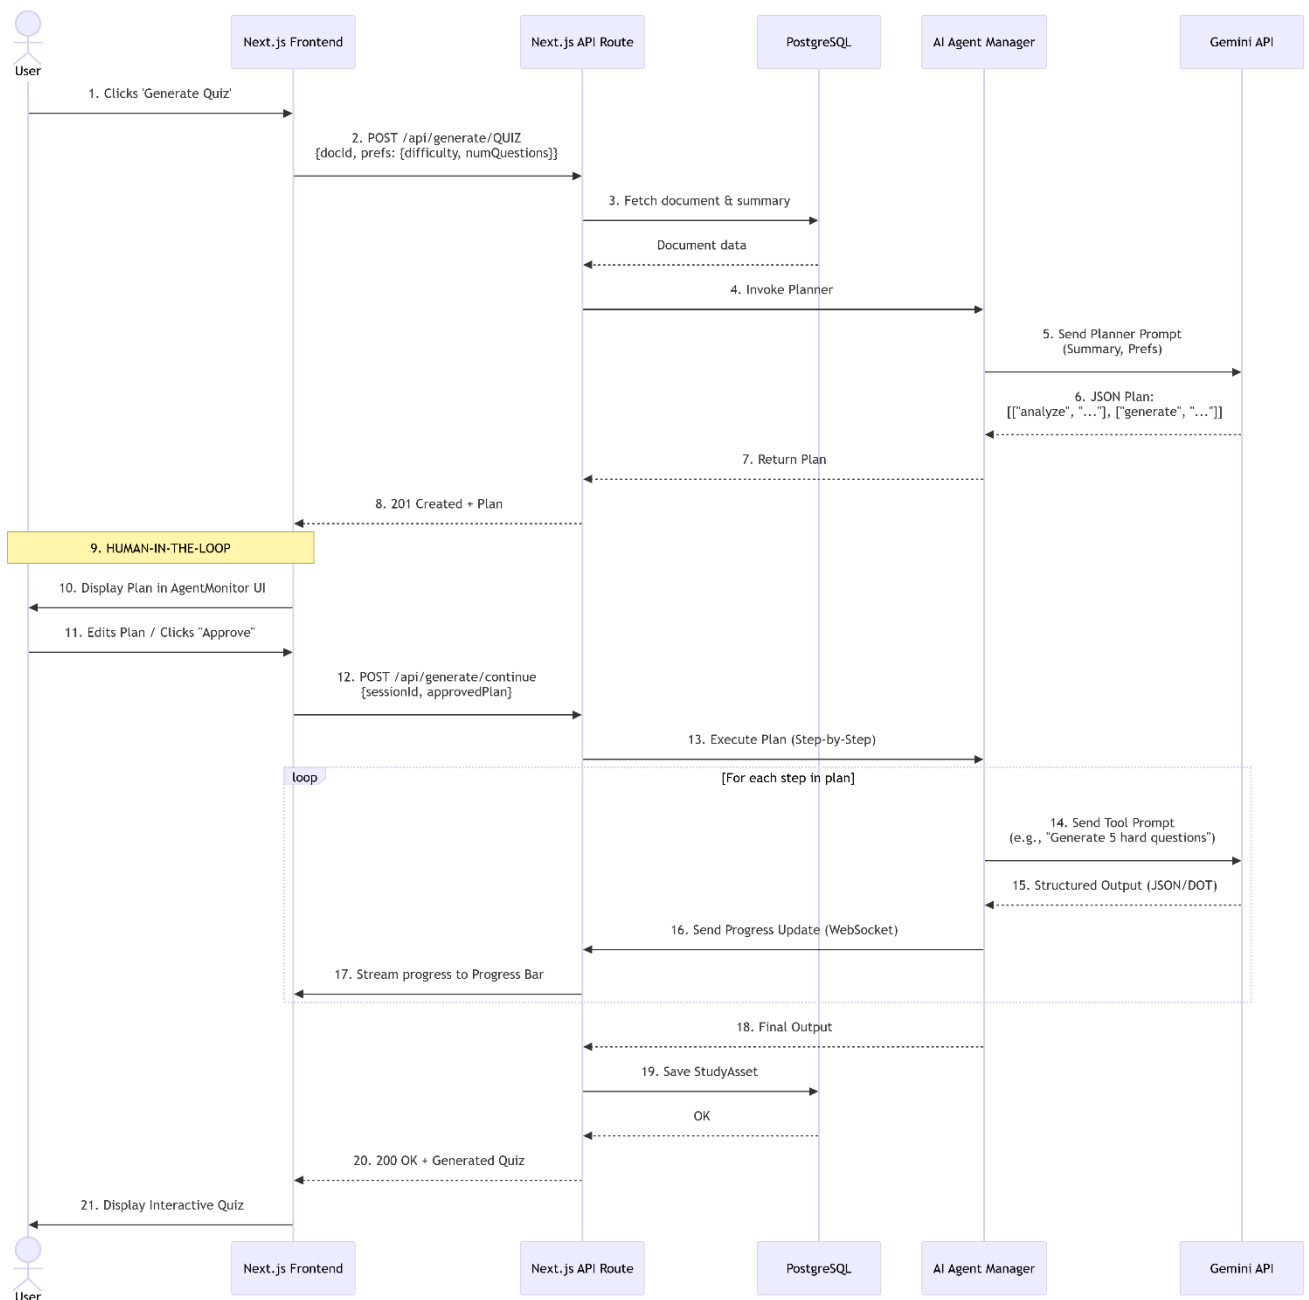 Next.js Frontend
Next.js API Route
PostgreSQL
AI Agent Manager
Gemini API
User
1. Clicks 'Generate Quiz'
2. POST /api/generate/QUIZ
{docId, prefs: {difficulty, numQuestions}}
3. Fetch document & summary
Document data
4. Invoke Planner
5. Send Planner Prompt
(Summary, Prefs)
6. JSON Plan:
[["analyze", "..."], ["generate", "..."]]
7. Return Plan
8. 201 Created + Plan
9. HUMAN-IN-THE-LOOP
10. Display Plan in AgentMonitor UI
11. Edits Plan / Clicks "Approve"
12. POST /api/generate/continue
{sessionId, approvedPlan}
13. Execute Plan (Step-by-Step)
loop
[For each step in plan]
14. Send Tool Prompt
(e.g., "Generate 5 hard questions")
15. Structured Output (JSON/DOT)
16. Send Progress Update (WebSocket)
17. Stream progress to Progress Bar
18. Final Output
19. Save StudyAsset
OK
20. 200 OK + Generated Quiz
21. Display Interactive Quiz
Next.js Frontend
Next.js API Route
PostgreSQL
AI Agent Manager
Gemini API
User